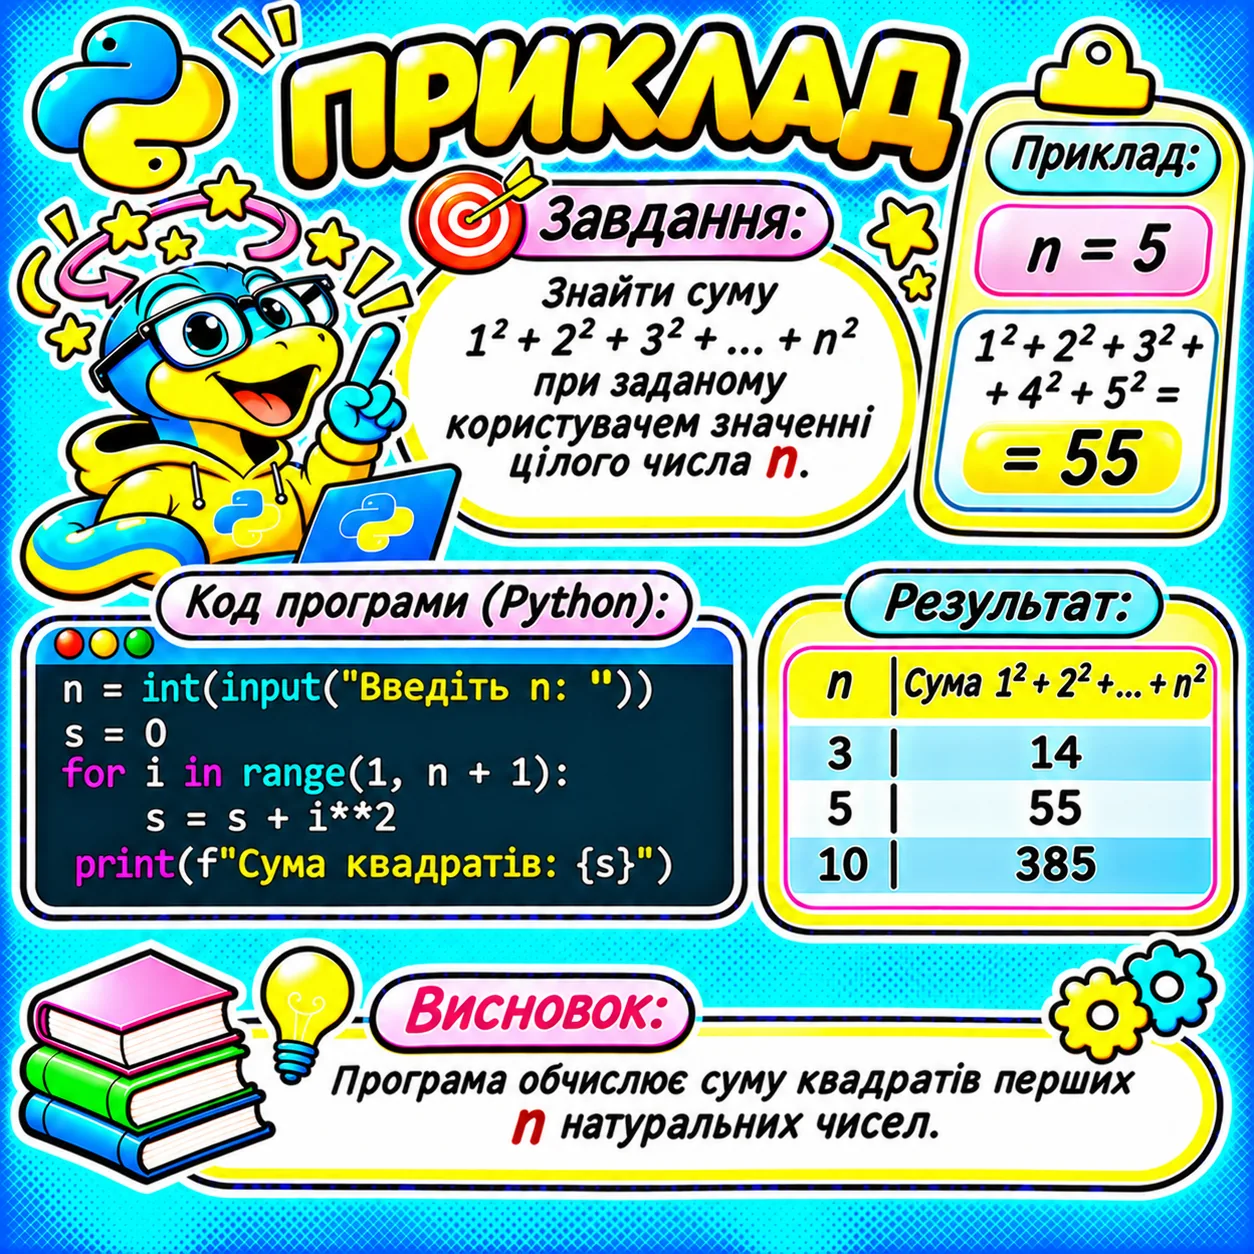 ПРИКЛАД
Завдання:
Знайти суму
1² + 2² + 3² + ... + n²
при заданому
користувачем значенні
цілого числа n.
Приклад:
n = 5
1² + 2² + 3² +
+ 4² + 5² =
= 55
Код програми (Python):
n = int(input("Введіть n: "))
s = 0
for i in range(1, n + 1):
    s = s + i**2
print(f"Сума квадратів: {s}")
Результат:
n | Сума 1² + 2² +...+ n²
3 | 14
5 | 55
10 | 385
Висновок:
Програма обчислює суму квадратів перших
n натуральних чисел.